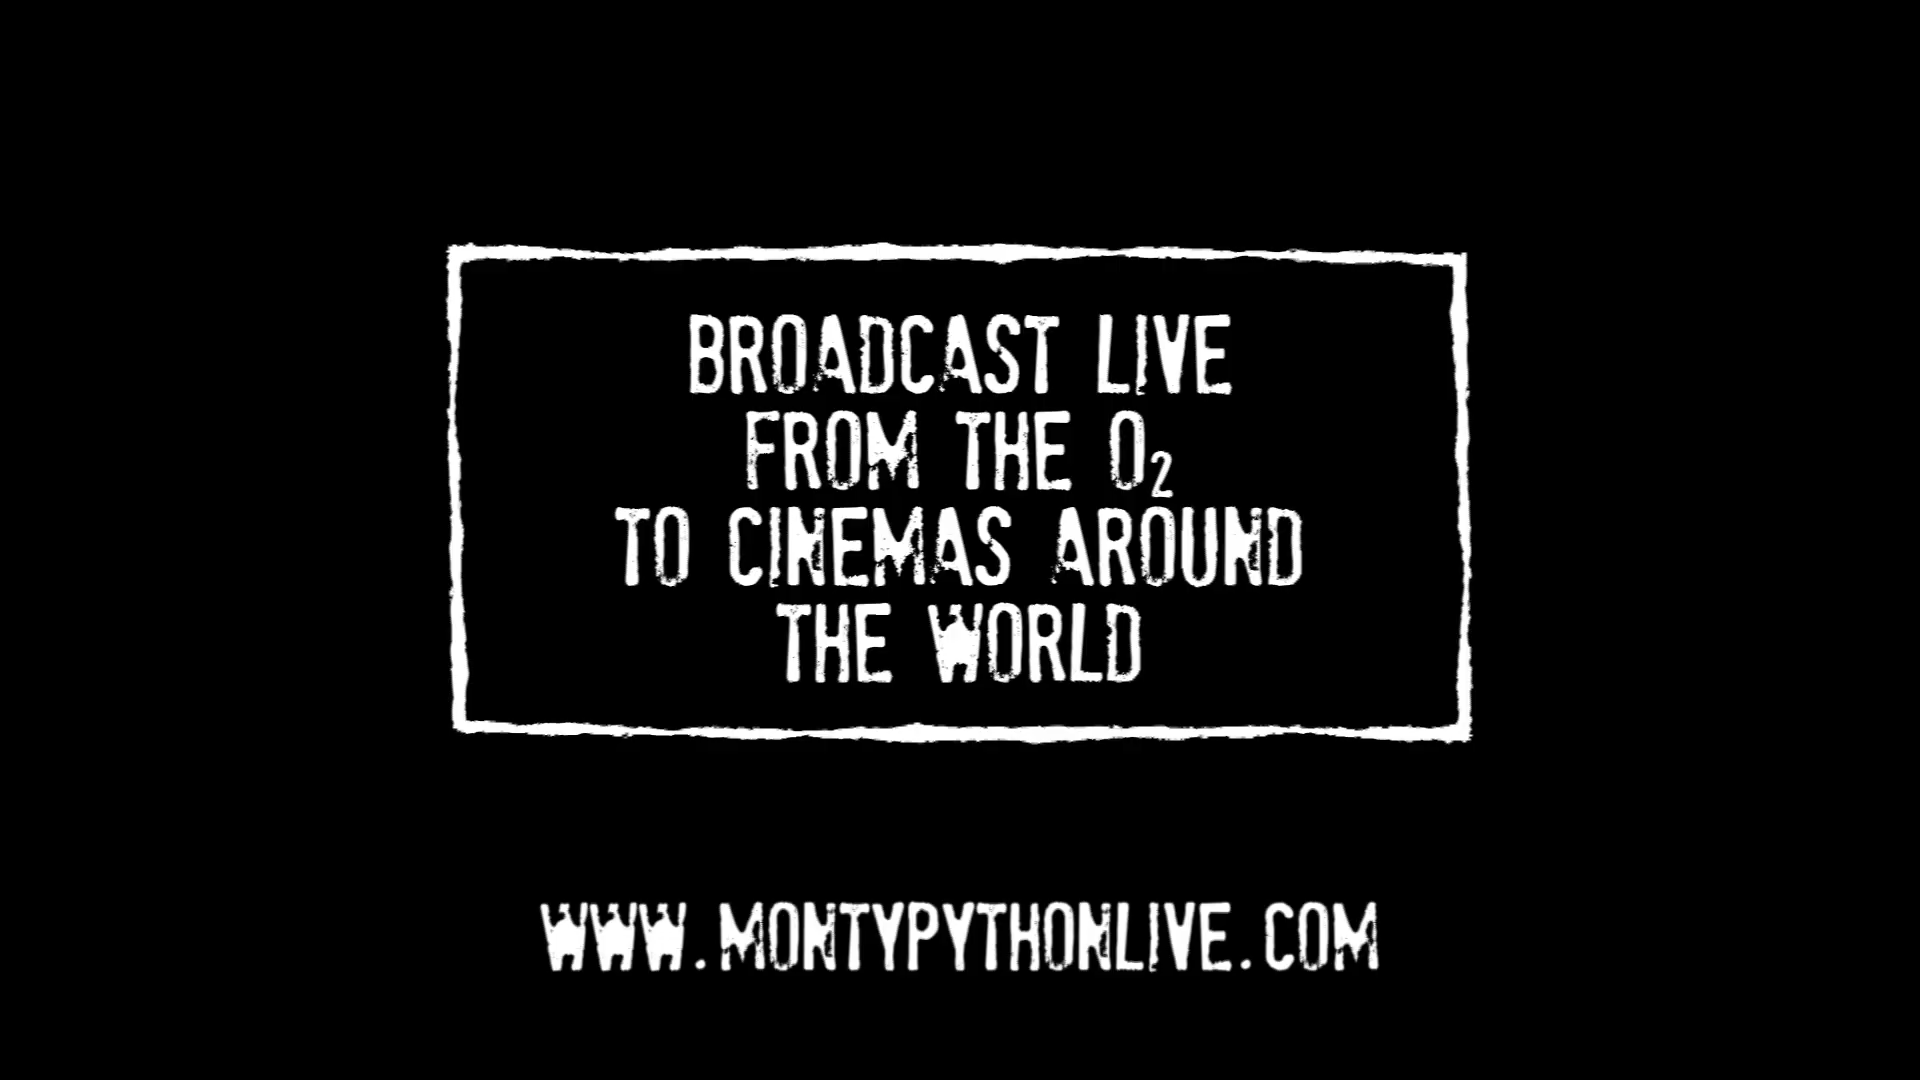 BROADCAST LIVE
FROM THE O₂
TO CINEMAS AROUND
THE WORLD
WWW.MONTYPYTHONLIVE.COM